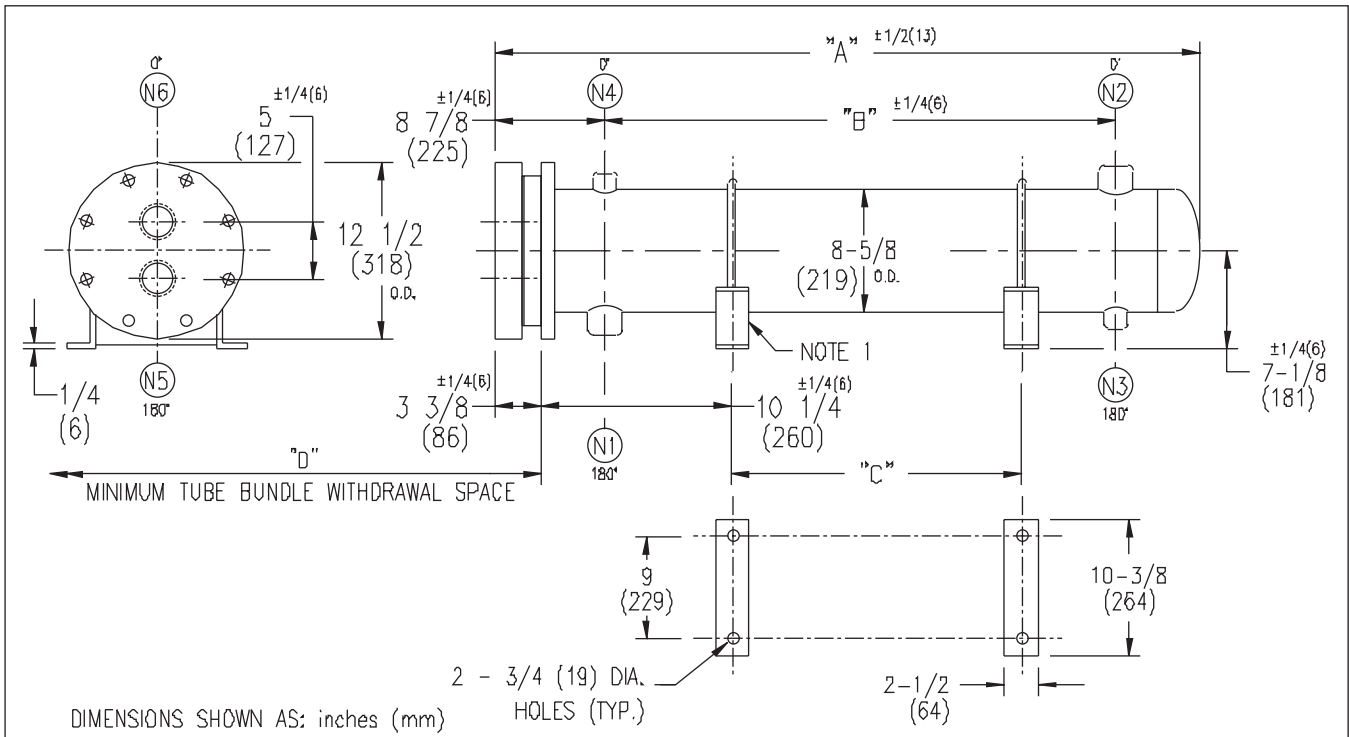 "A" ±1/2(13)
0°
N6
±1/4(6)
5
(127)
12 1/2
(318)
O.D.
1/4
(6)
N5
180°
±1/4(6)
8 7/8
(225)
0°
N4
"B" ±1/4(6)
0°
N2
8-5/8
(219) O.D.
NOTE 1
±1/4(6)
7-1/8
(181)
±1/4(6)
3 3/8
(86)
±1/4(6)
10 1/4
(260)
N1
180°
N3
180°
"D"
MINIMUM TUBE BUNDLE WITHDRAWAL SPACE
"C"
9
(229)
10-3/8
(264)
2 - 3/4 (19) DIA.
HOLES (TYP.)
2-1/2
(64)
DIMENSIONS SHOWN AS: inches (mm)